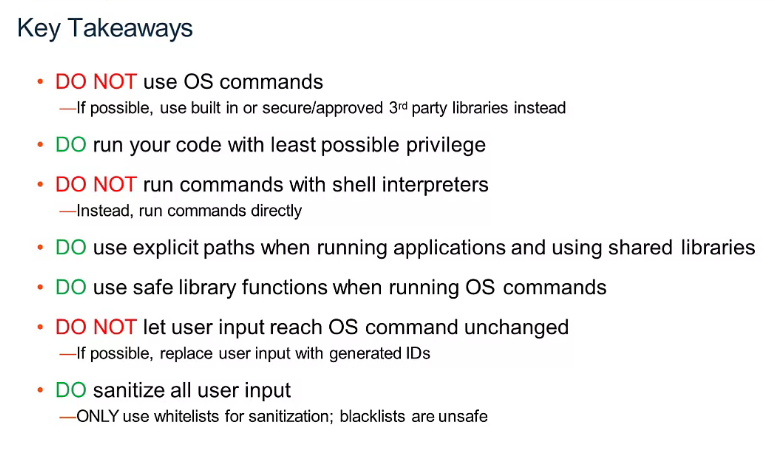 Key Takeaways
• DO NOT use OS commands
—If possible, use built in or secure/approved 3rd party libraries instead
• DO run your code with least possible privilege
• DO NOT run commands with shell interpreters
—Instead, run commands directly
• DO use explicit paths when running applications and using shared libraries
• DO use safe library functions when running OS commands
• DO NOT let user input reach OS command unchanged
—If possible, replace user input with generated IDs
• DO sanitize all user input
—ONLY use whitelists for sanitization; blacklists are unsafe